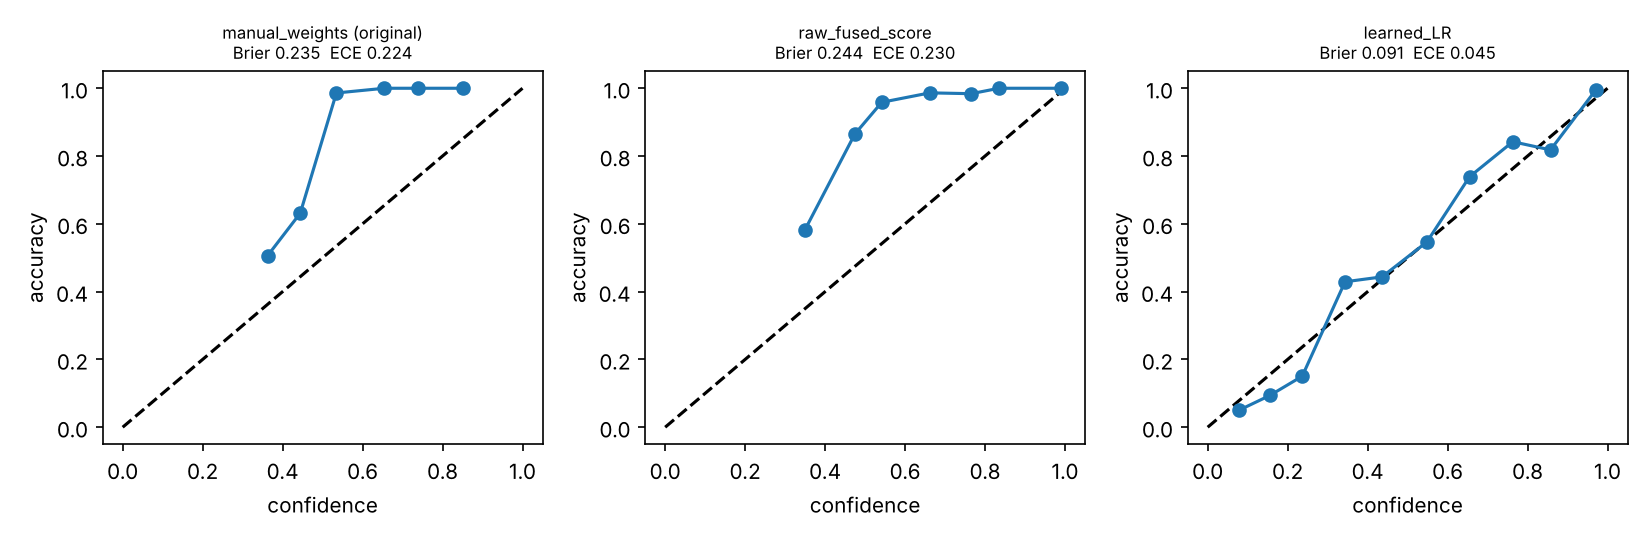 manual_weights (original)
Brier 0.235  ECE 0.224
1.0
0.8
0.6
0.4
0.2
0.0
accuracy
0.0 0.2 0.4 0.6 0.8 1.0
confidence
raw_fused_score
Brier 0.244  ECE 0.230
1.0
0.8
0.6
0.4
0.2
0.0
accuracy
0.0 0.2 0.4 0.6 0.8 1.0
confidence
learned_LR
Brier 0.091  ECE 0.045
1.0
0.8
0.6
0.4
0.2
0.0
accuracy
0.0 0.2 0.4 0.6 0.8 1.0
confidence